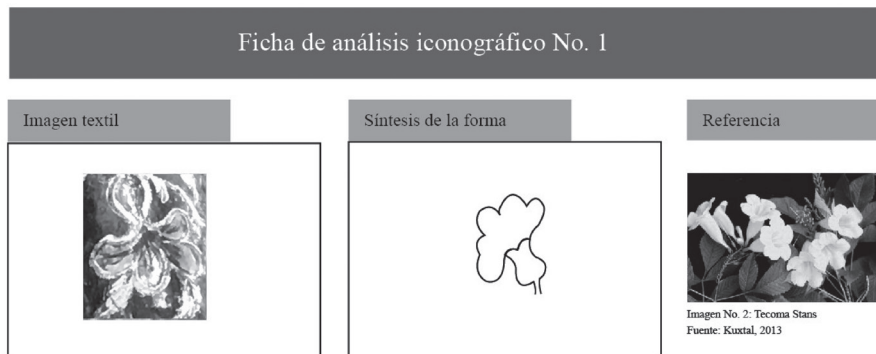 Ficha de análisis iconográfico No. 1
Imagen textil
Síntesis de la forma
Referencia
Imagen No. 2: Tecoma Stans
Fuente: Kuxtal, 2013